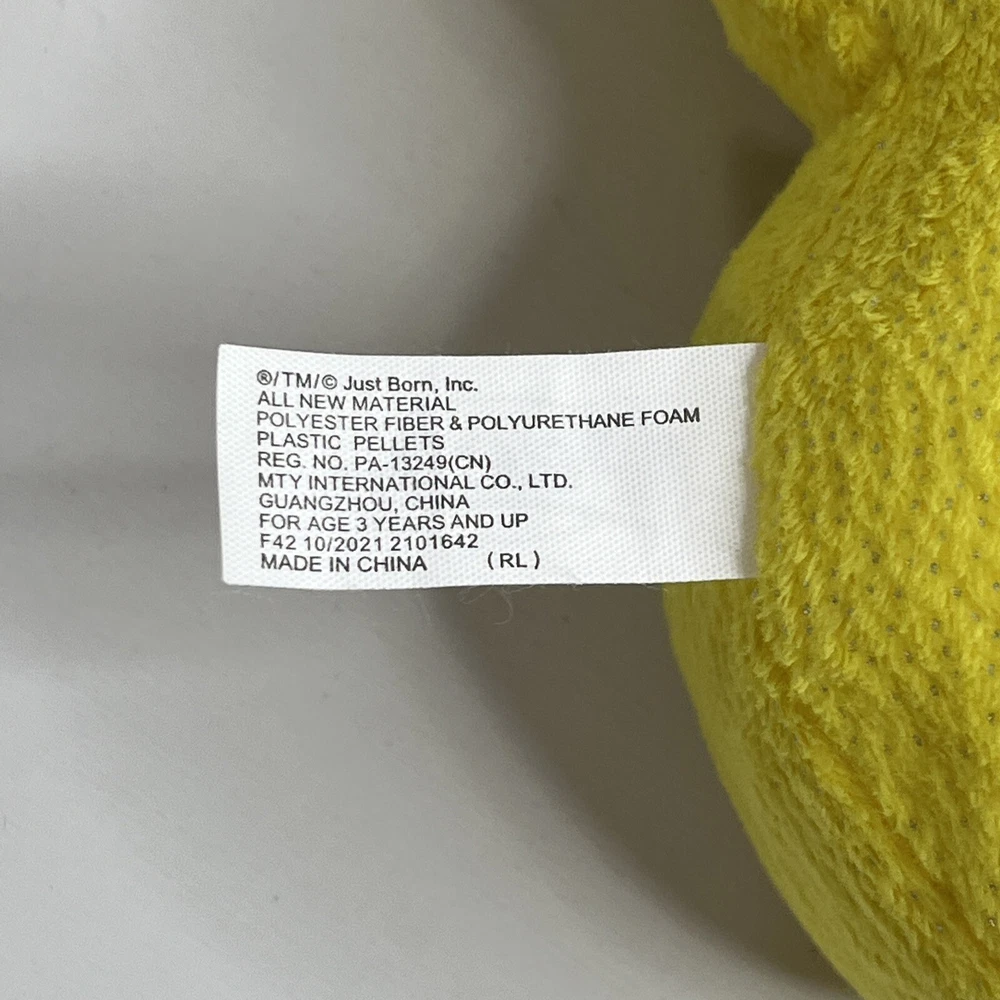 ®/TM/© Just Born, Inc.
ALL NEW MATERIAL
POLYESTER FIBER & POLYURETHANE FOAM
PLASTIC PELLETS
REG. NO. PA-13249(CN)
MTY INTERNATIONAL CO., LTD.
GUANGZHOU, CHINA
FOR AGE 3 YEARS AND UP
F42 10/2021 2101642
MADE IN CHINA (RL)